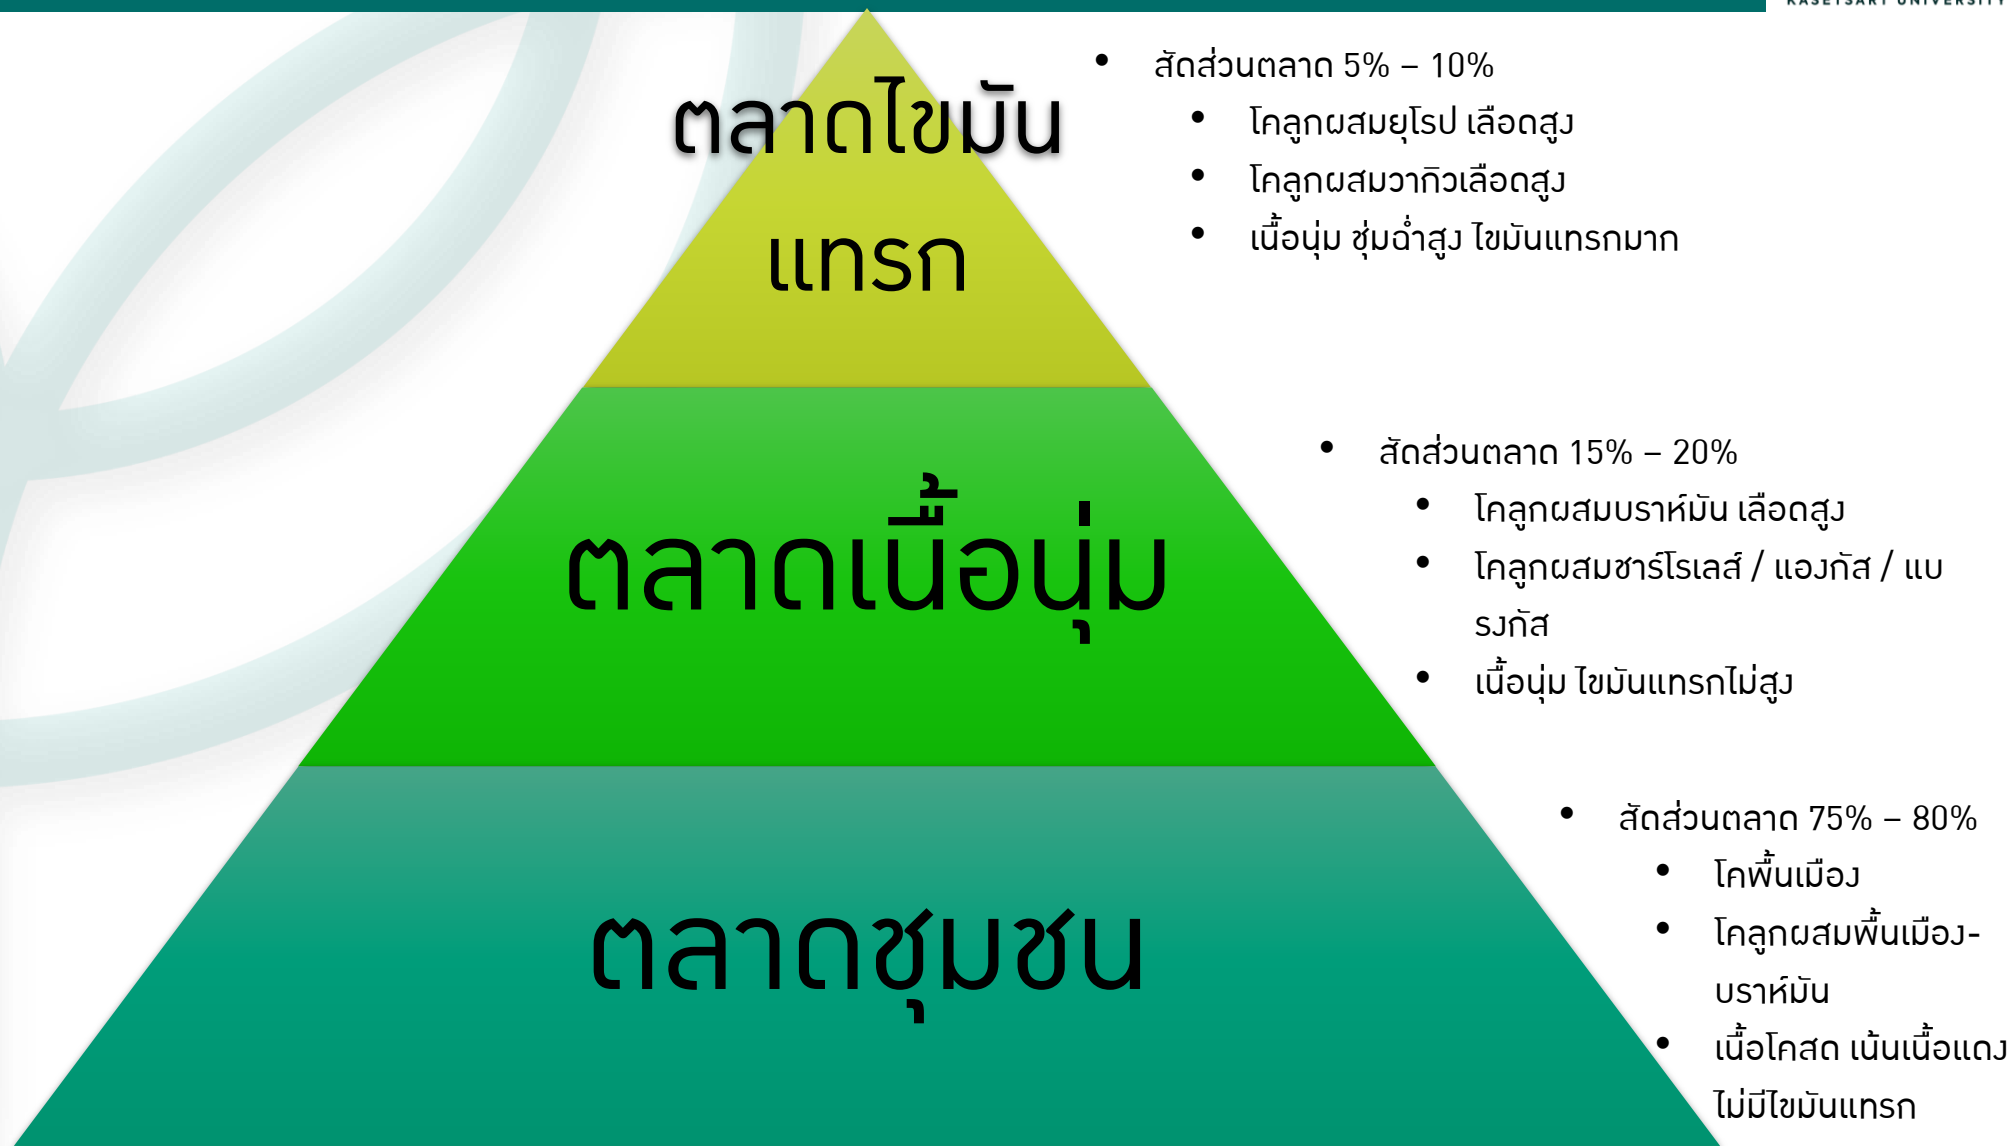 KASETSART UNIVERSITY
ตลาดไขมัน
แทรก
• สัดส่วนตลาด 5% – 10%
• โคลูกผสมยุโรป เลือดสูง
• โคลูกผสมวากิวเลือดสูง
• เนื้อนุ่ม ชุ่มฉ่ำสูง ไขมันแทรกมาก
ตลาดเนื้อนุ่ม
• สัดส่วนตลาด 15% – 20%
• โคลูกผสมบราห์มัน เลือดสูง
• โคลูกผสมชาร์โรเลส์ / แองกัส / แบ
รงกัส
• เนื้อนุ่ม ไขมันแทรกไม่สูง
ตลาดชุมชน
• สัดส่วนตลาด 75% – 80%
• โคพื้นเมือง
• โคลูกผสมพื้นเมือง-
บราห์มัน
• เนื้อโคสด เน้นเนื้อแดง
ไม่มีไขมันแทรก